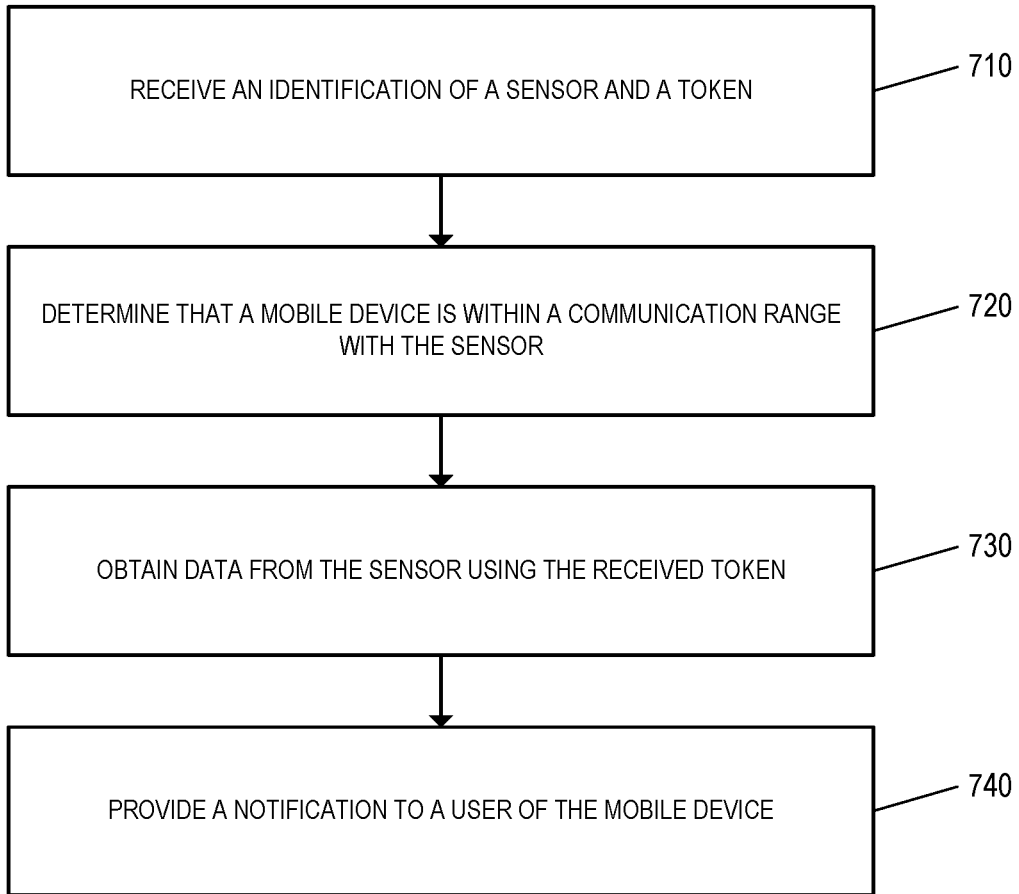 RECEIVE AN IDENTIFICATION OF A SENSOR AND A TOKEN
710
DETERMINE THAT A MOBILE DEVICE IS WITHIN A COMMUNICATION RANGE
WITH THE SENSOR
720
OBTAIN DATA FROM THE SENSOR USING THE RECEIVED TOKEN
730
PROVIDE A NOTIFICATION TO A USER OF THE MOBILE DEVICE
740